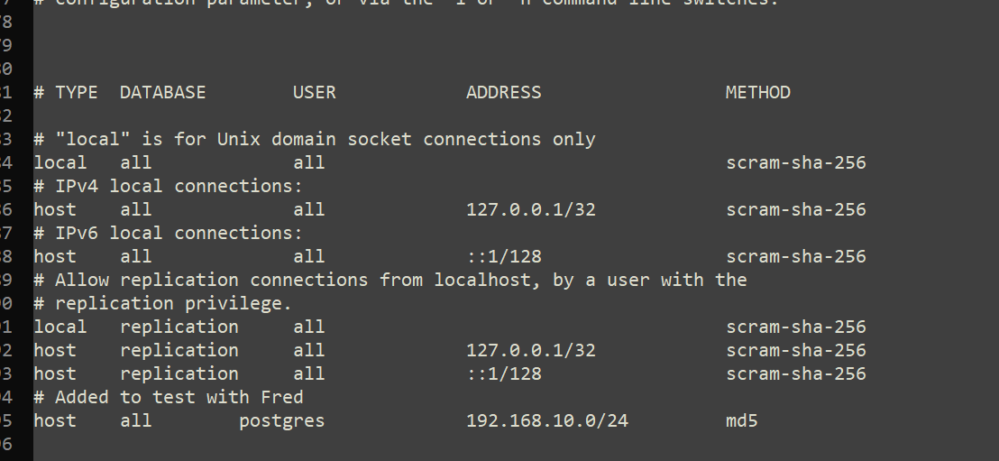 # configuration parameter, or via the -i or -h command line switches.
8
9
0
1 # TYPE  DATABASE        USER            ADDRESS                 METHOD
2
3 # "local" is for Unix domain socket connections only
4 local   all             all                                     scram-sha-256
5 # IPv4 local connections:
6 host    all             all             127.0.0.1/32            scram-sha-256
7 # IPv6 local connections:
8 host    all             all             ::1/128                 scram-sha-256
9 # Allow replication connections from localhost, by a user with the
0 # replication privilege.
1 local   replication     all                                     scram-sha-256
2 host    replication     all             127.0.0.1/32            scram-sha-256
3 host    replication     all             ::1/128                 scram-sha-256
4 # Added to test with Fred
5 host    all        postgres             192.168.10.0/24         md5
6